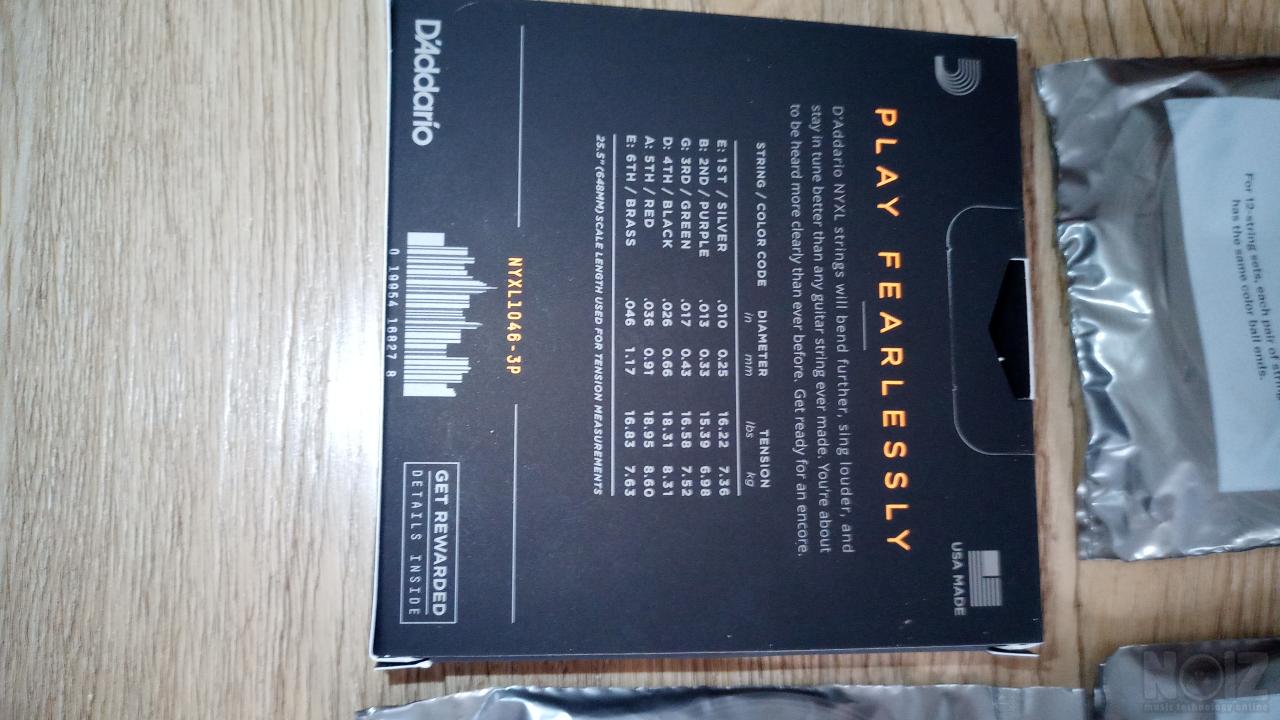 USA MADE
PLAY FEARLESSLY
D'Addario NYXL strings will bend further, sing louder, and
stay in tune better than any guitar string ever made. You're about
to be heard more clearly than ever before. Get ready for an encore.
STRING / COLOR CODE DIAMETER TENSION
in mm lbs kg
E: 1ST / SILVER .010 0.25 16.22 7.36
B: 2ND / PURPLE .013 0.33 15.39 6.98
G: 3RD / GREEN .017 0.43 16.58 7.52
D: 4TH / BLACK .026 0.66 18.31 8.31
A: 5TH / RED .036 0.91 18.95 8.60
E: 6TH / BRASS .046 1.17 16.83 7.63
25.5" (648MM) SCALE LENGTH USED FOR TENSION MEASUREMENTS
NYXL1046-3P
D'Addario
0 19954 18827 8
GET REWARDED
DETAILS INSIDE
For 12-string sets, each pair of strings
has the same color ball ends.
NOIZ
music technology online